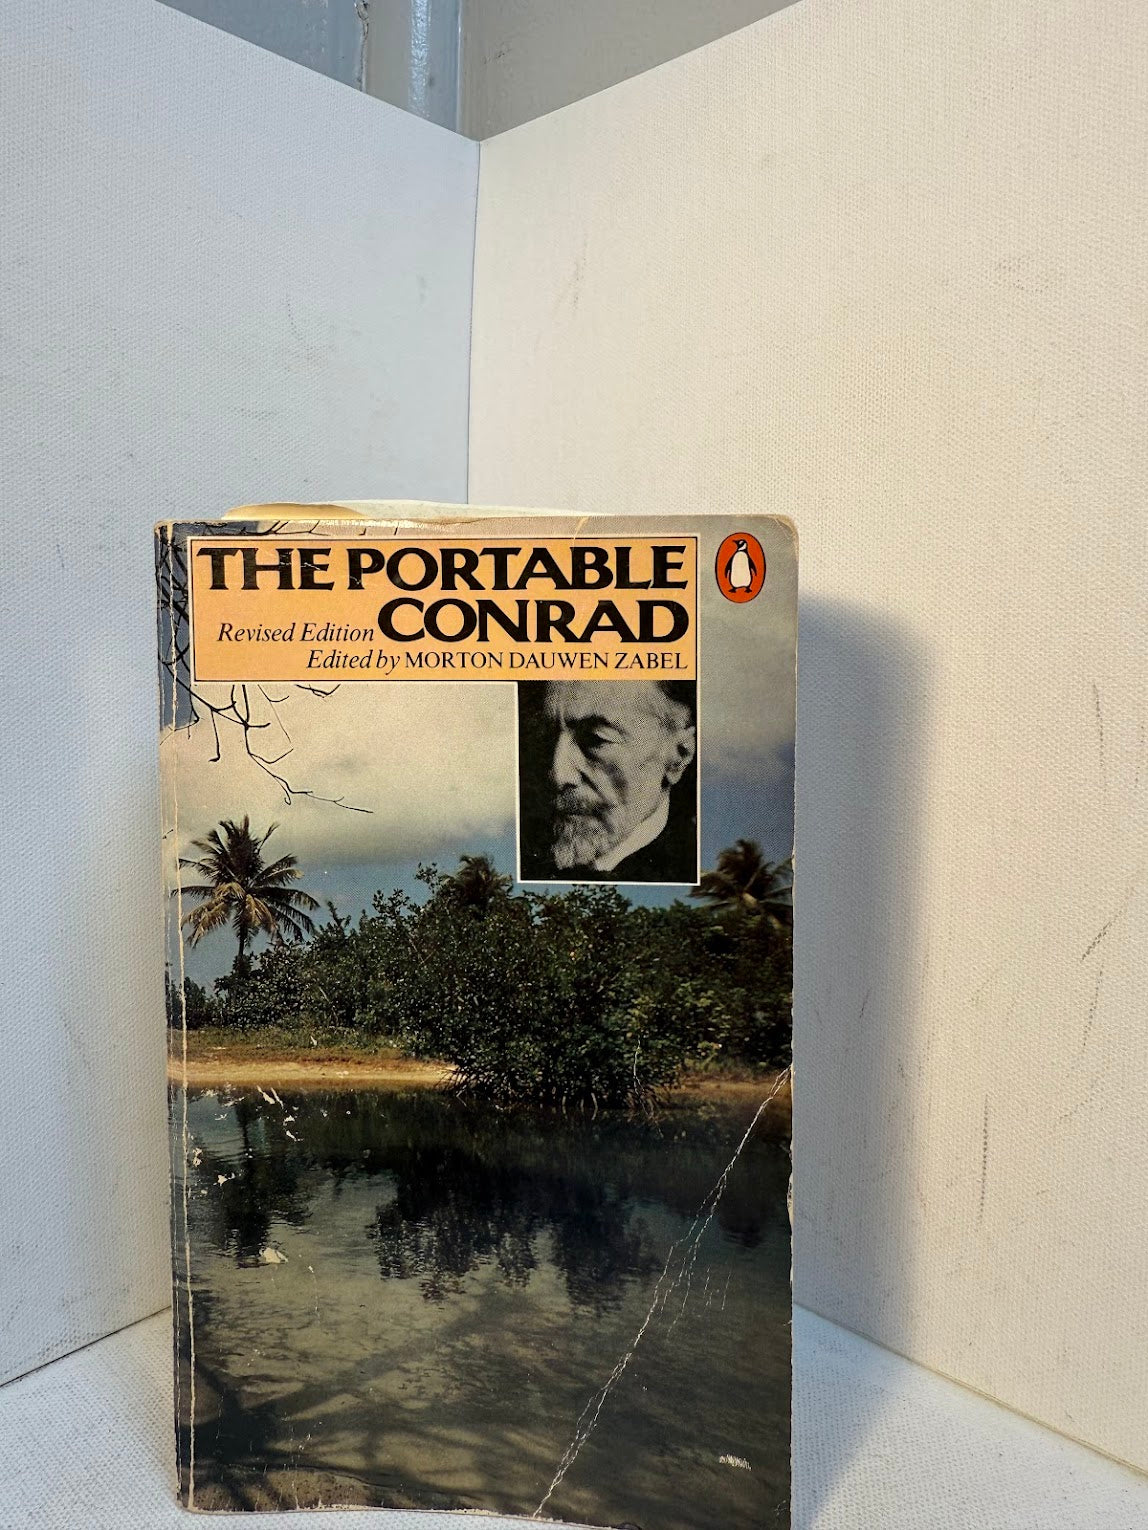 THE PORTABLE
Revised Edition CONRAD
Edited by MORTON DAUWEN ZABEL